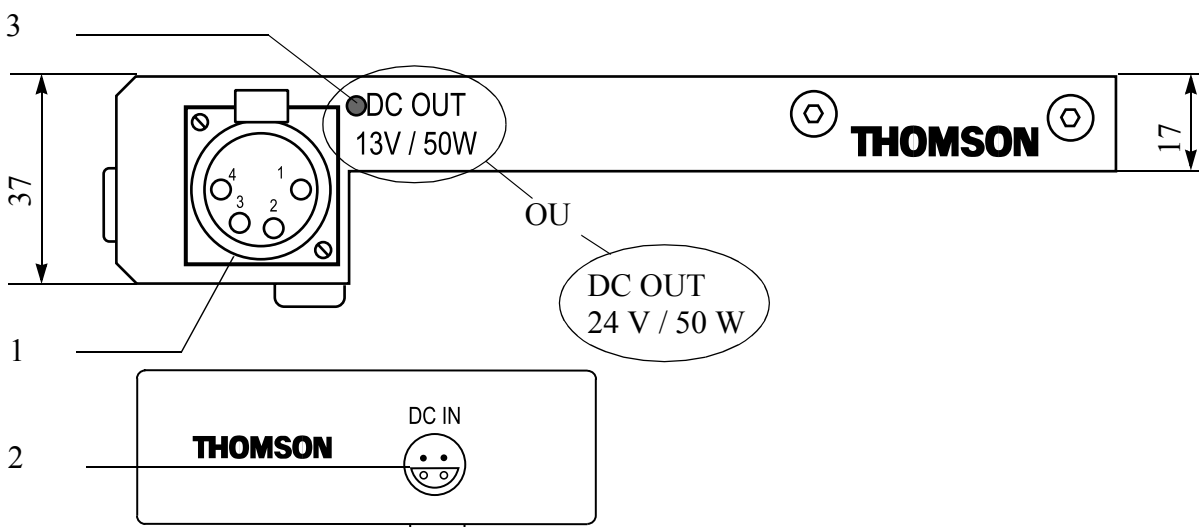 3
DC OUT
13V / 50W
THOMSON
37
17
4
1
3
2
OU
DC OUT
24 V / 50 W
1
DC IN
THOMSON
2